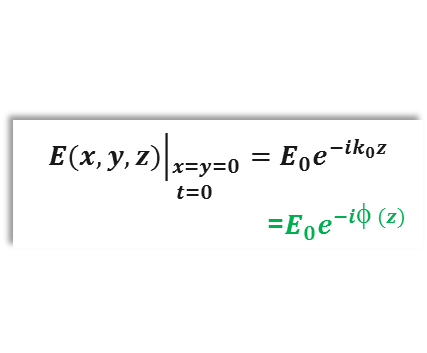 E(x, y, z)|ₓ₌ᵧ₌₀ = E₀e^{-ik₀z}
t=0
=E₀e^{-iϕ (z)}